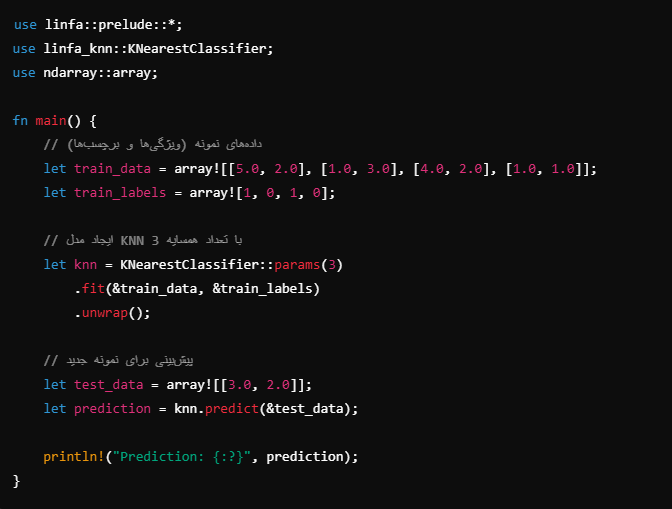 use linfa::prelude::*;
use linfa_knn::KNearestClassifier;
use ndarray::array;
fn main() {
// داده‌های نمونه (ویژگی‌ها و برچسب‌ها)
let train_data = array![[5.0, 2.0], [1.0, 3.0], [4.0, 2.0], [1.0, 1.0]];
let train_labels = array![1, 0, 1, 0];
// ایجاد مدل KNN با تعداد همسایه 3
let knn = KNearestClassifier::params(3)
.fit(&train_data, &train_labels)
.unwrap();
// پیش‌بینی برای نمونه جدید
let test_data = array![[3.0, 2.0]];
let prediction = knn.predict(&test_data);
println!("Prediction: {:?}", prediction);
}